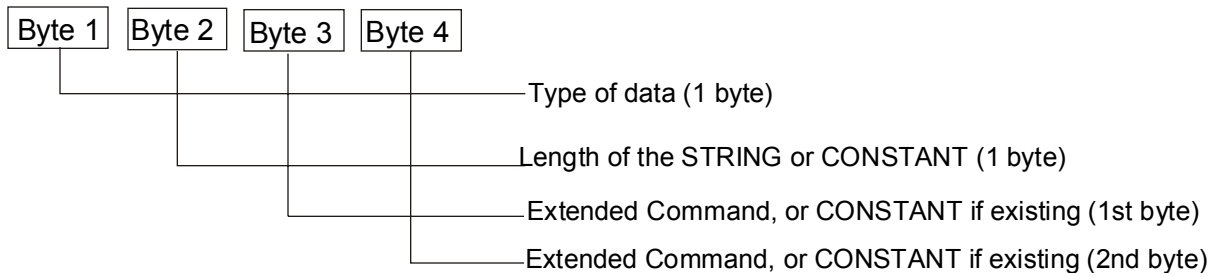 Byte 1 Byte 2 Byte 3 Byte 4
Type of data (1 byte)
Length of the STRING or CONSTANT (1 byte)
Extended Command, or CONSTANT if existing (1st byte)
Extended Command, or CONSTANT if existing (2nd byte)